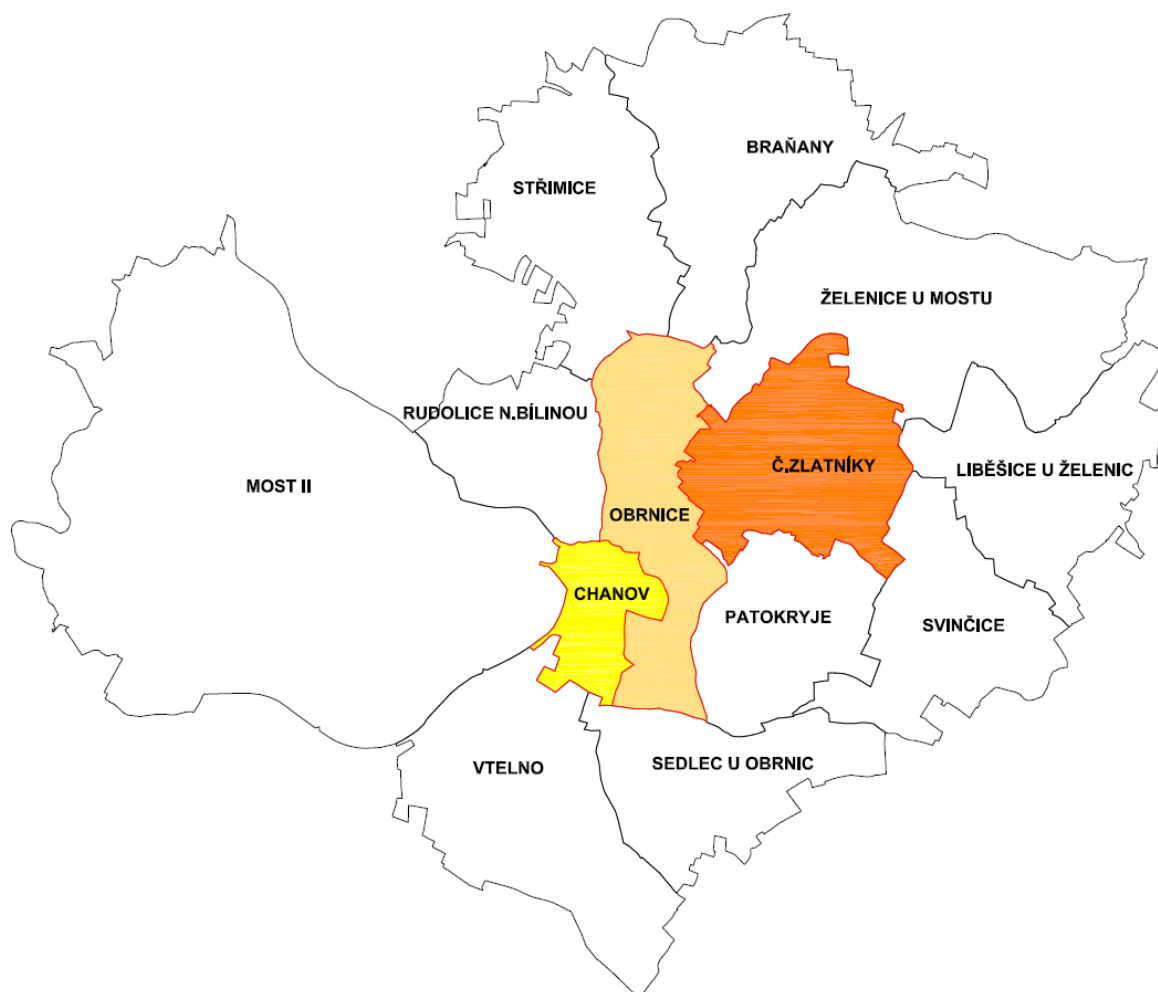 BRAŇANY
STŘIMICE
ŽELENICE U MOSTU
RUDOLICE N.BÍLINOU
Č.ZLATNÍKY
LIBĚŠICE U ŽELENIC
MOST II
OBRNICE
CHANOV
PATOKRYJE
SVINČICE
SEDLEC U OBRNIC
VTELNO